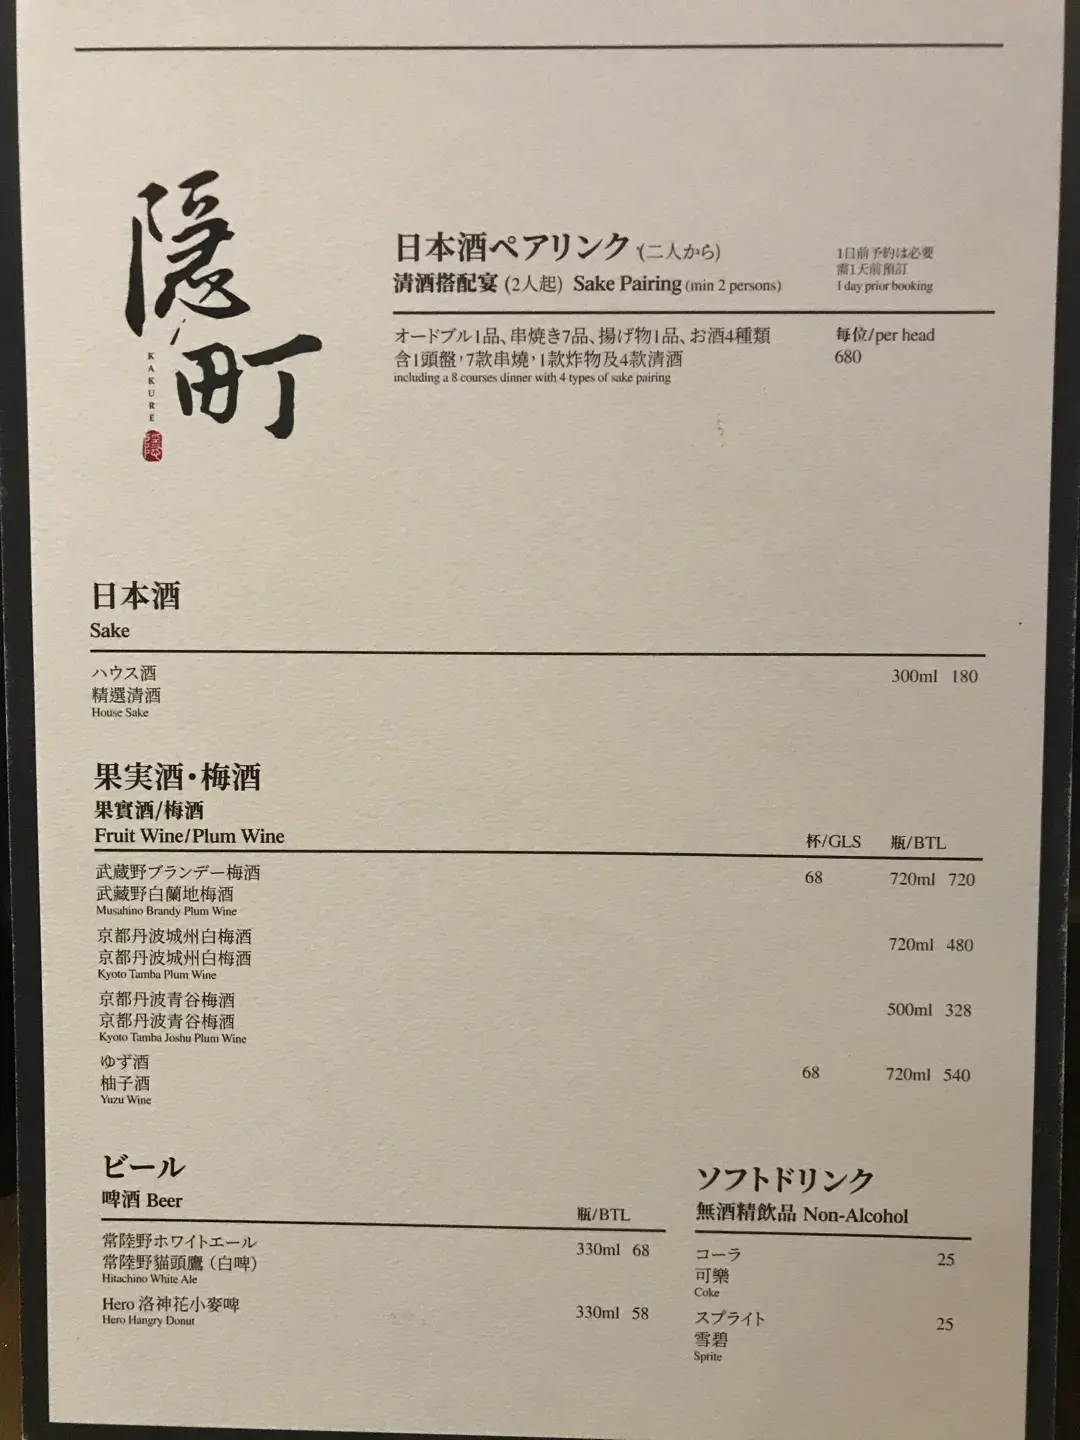 隠町
KAKURE
隠
日本酒ペアリンク (二人から)
清酒搭配宴 (2人起) Sake Pairing (min 2 persons)
1日前予約は必要
需1天前預訂
1 day prior booking
オードブル1品、串焼き7品、揚げ物1品、お酒4種類
含1頭盤，7款串燒，1款炸物及4款清酒
including a 8 courses dinner with 4 types of sake pairing
每位/per head
680
日本酒
Sake
ハウス酒
精選清酒
House Sake
300ml 180
果実酒・梅酒
果實酒/梅酒
Fruit Wine/Plum Wine
杯/GLS 瓶/BTL
武蔵野ブランデー梅酒
武藏野白蘭地梅酒
Musahino Brandy Plum Wine
68 720ml 720
京都丹波城州白梅酒
京都丹波城州白梅酒
Kyoto Tamba Plum Wine
720ml 480
京都丹波青谷梅酒
京都丹波青谷梅酒
Kyoto Tamba Joshu Plum Wine
500ml 328
ゆず酒
柚子酒
Yuzu Wine
68 720ml 540
ビール
啤酒 Beer
瓶/BTL
常陸野ホワイトエール
常陸野貓頭鷹（白啤）
Hitachino White Ale
330ml 68
Hero 洛神花小麥啤
Hero Hangry Donut
330ml 58
ソフトドリンク
無酒精飲品 Non-Alcohol
コーラ
可樂
Coke
25
スプライト
雪碧
Sprite
25